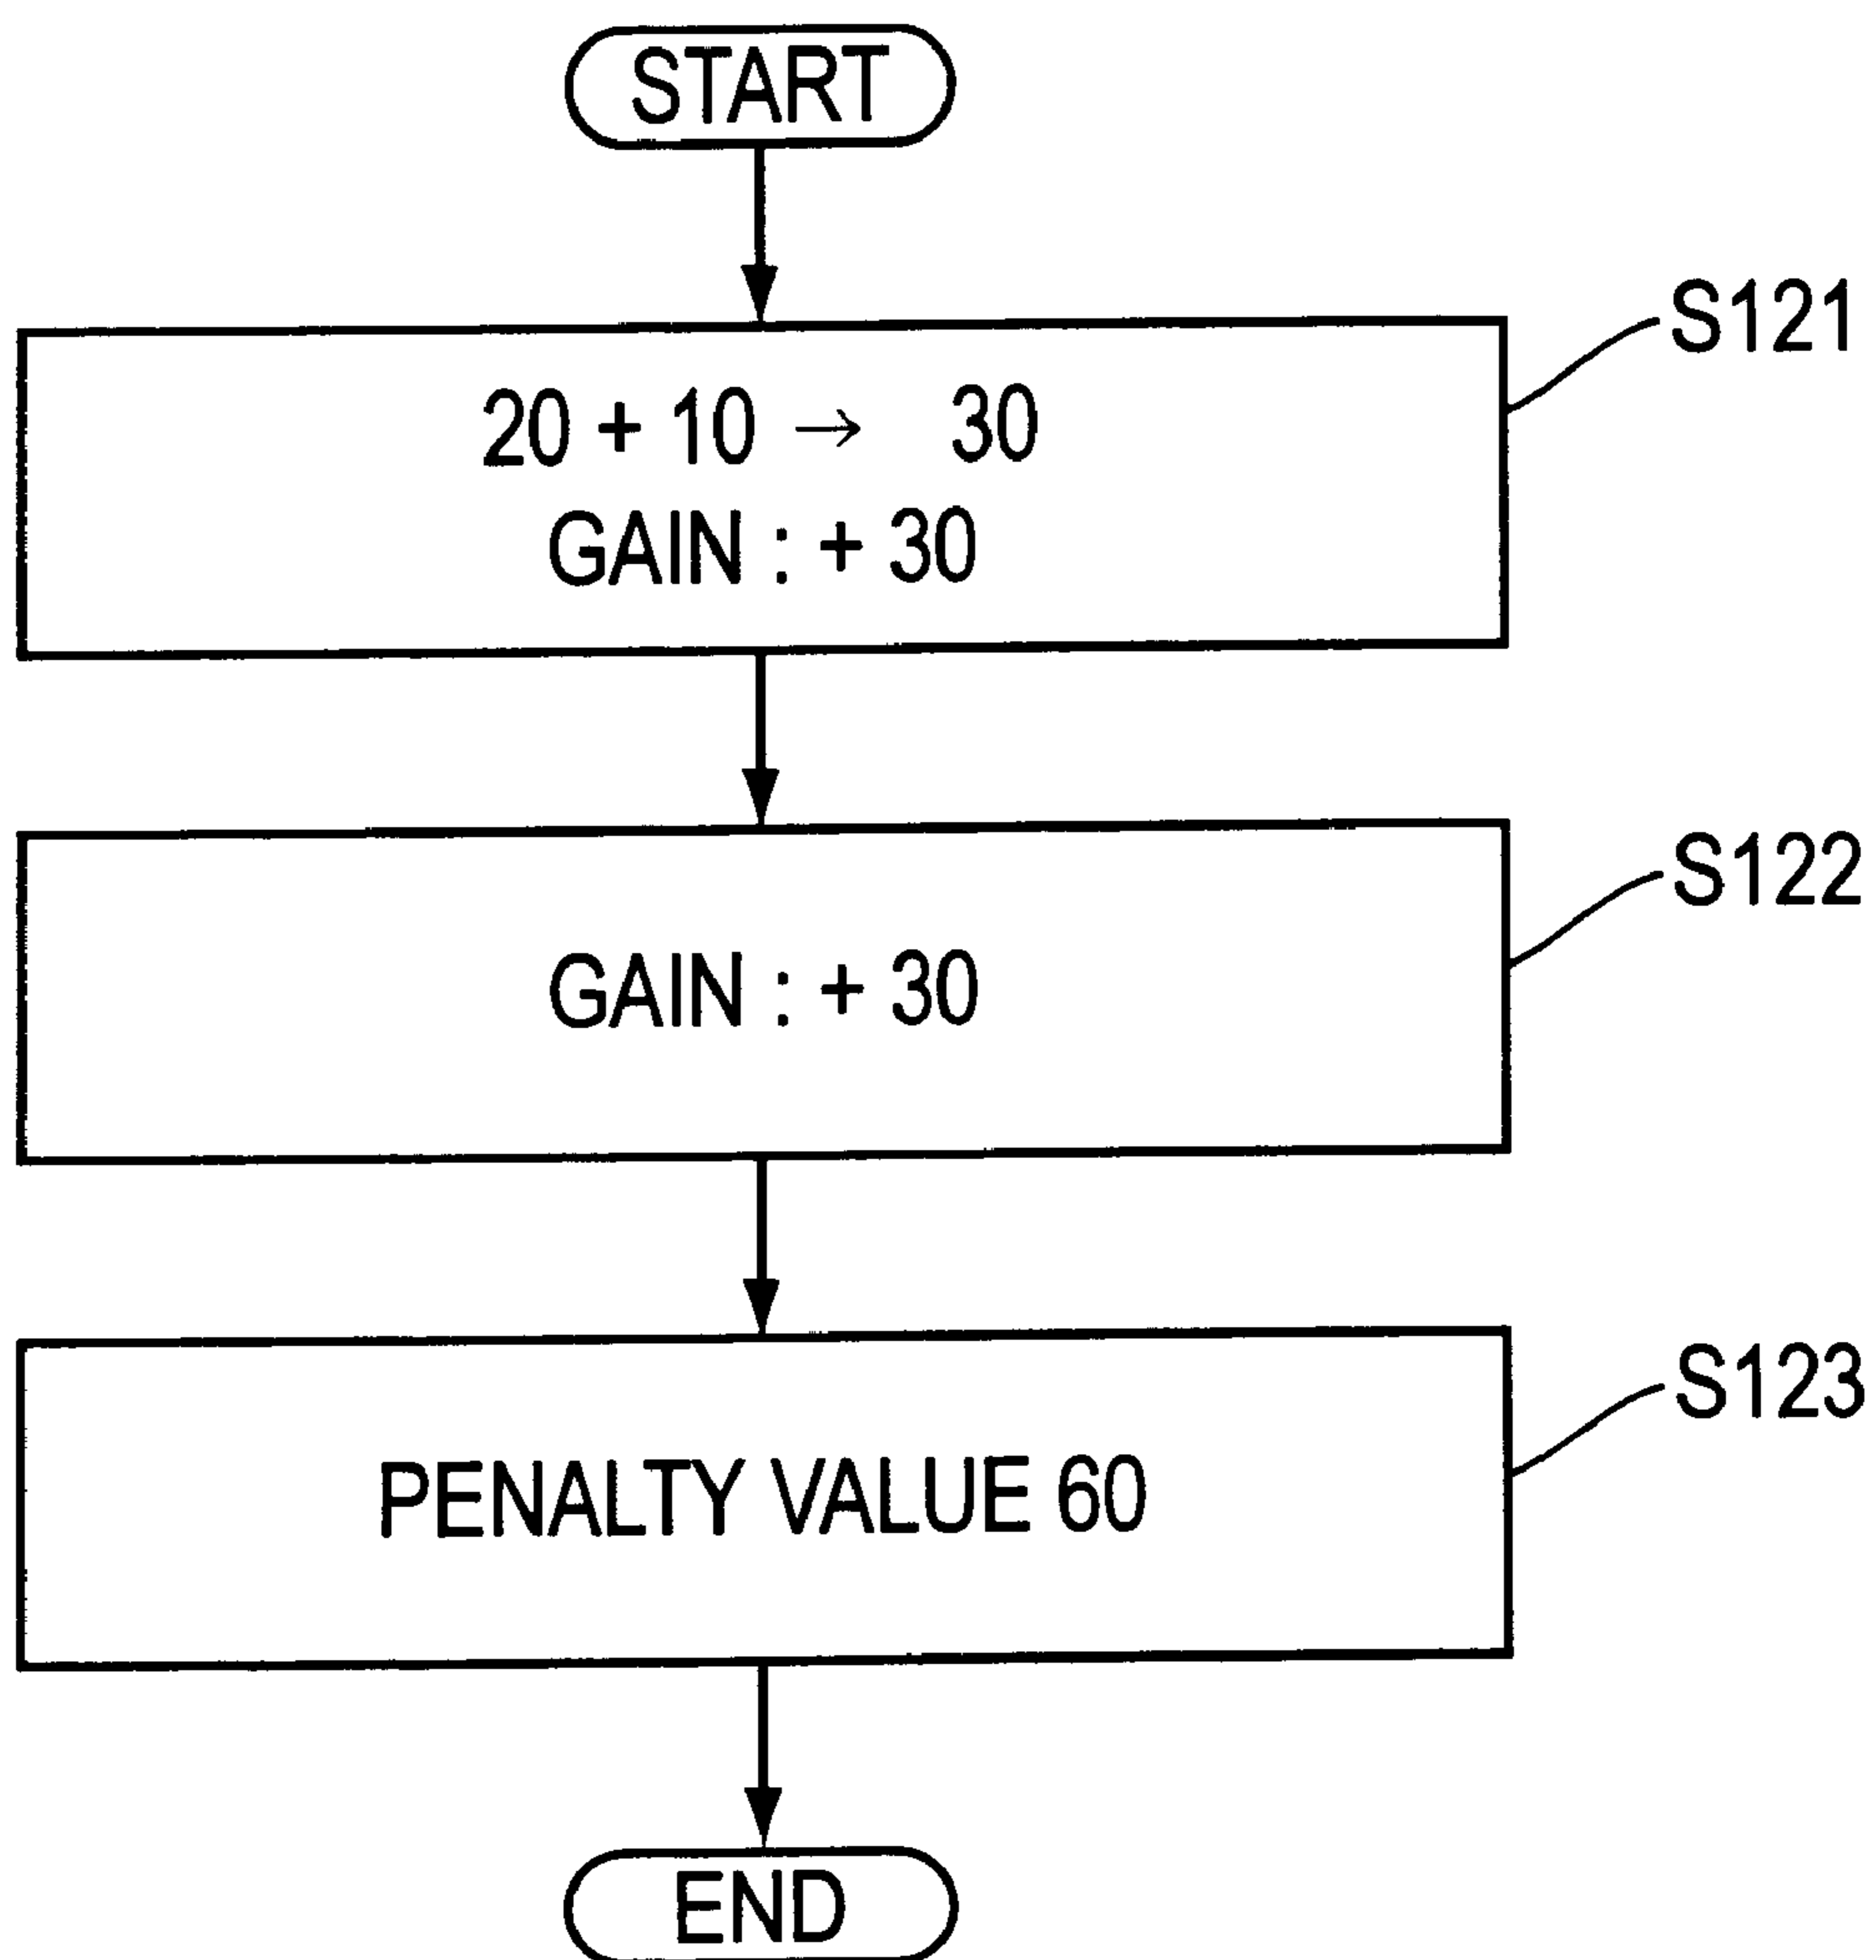 START
S121
20 + 10 → 30
GAIN : + 30
S122
GAIN : + 30
S123
PENALTY VALUE 60
END